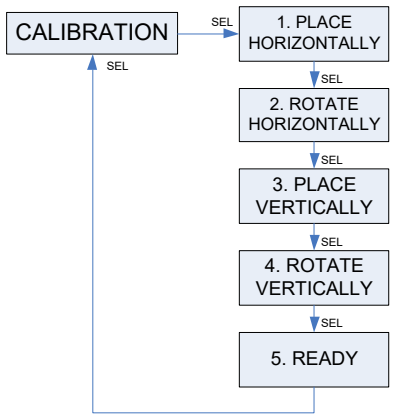 CALIBRATION
SEL
1. PLACE
HORIZONTALLY
SEL
2. ROTATE
HORIZONTALLY
SEL
3. PLACE
VERTICALLY
SEL
4. ROTATE
VERTICALLY
SEL
5. READY
SEL